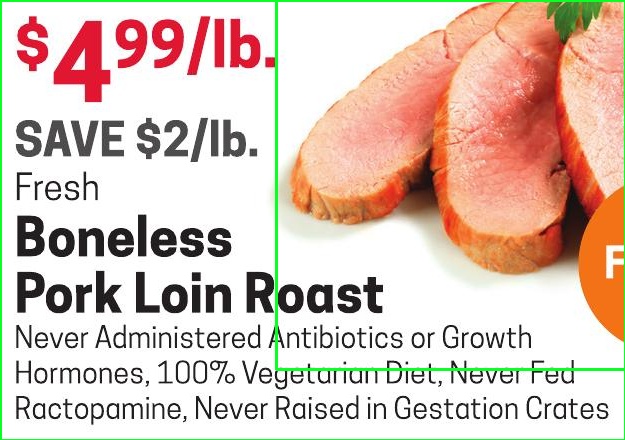 $4.99/lb.
SAVE $2/lb.
Fresh
Boneless
Pork Loin Roast
Never Administered Antibiotics or Growth
Hormones, 100% Vegetarian Diet, Never Fed
Ractopamine, Never Raised in Gestation Crates
F